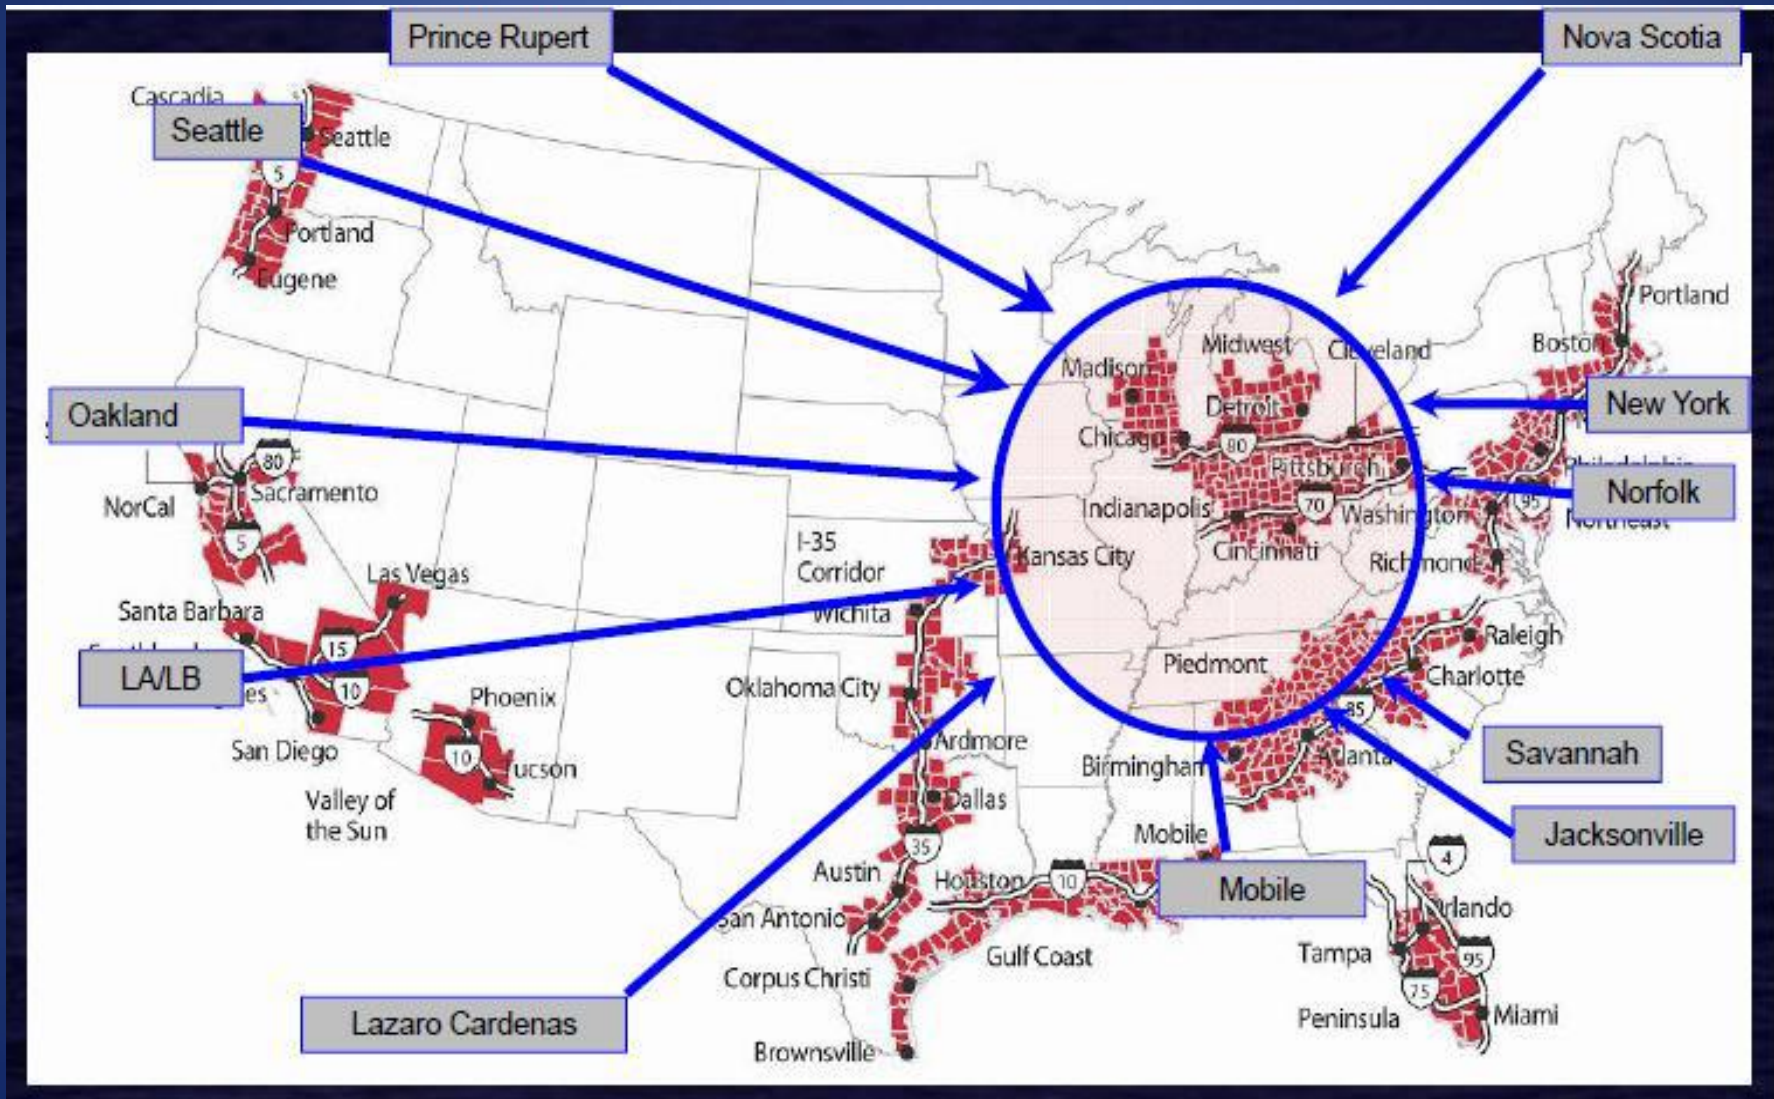 Prince Rupert
Nova Scotia
Cascadia
Seattle
Seattle
5
Portland
Eugene
Portland
Midwest
Cleveland
Boston
Madison
Detroit
New York
Oakland
Chicago
80
80
Pittsburgh
Philadelphia
Sacramento
NorCal
Indianapolis
70
Washington
95
Norfolk
Northeast
5
I-35
Corridor
Kansas City
Cincinnati
Richmond
Las Vegas
Santa Barbara
Wichita
15
Raleigh
LA/LB
10
Piedmont
Charlotte
Oklahoma City
Phoenix
85
San Diego
10
Tucson
Ardmore
Birmingham
Atlanta
Savannah
Valley of
the Sun
Dallas
Mobile
Jacksonville
35
4
Austin
Houston
10
Mobile
San Antonio
Orlando
Tampa
95
Gulf Coast
Corpus Christi
75
Lazaro Cardenas
Peninsula
Miami
Brownsville